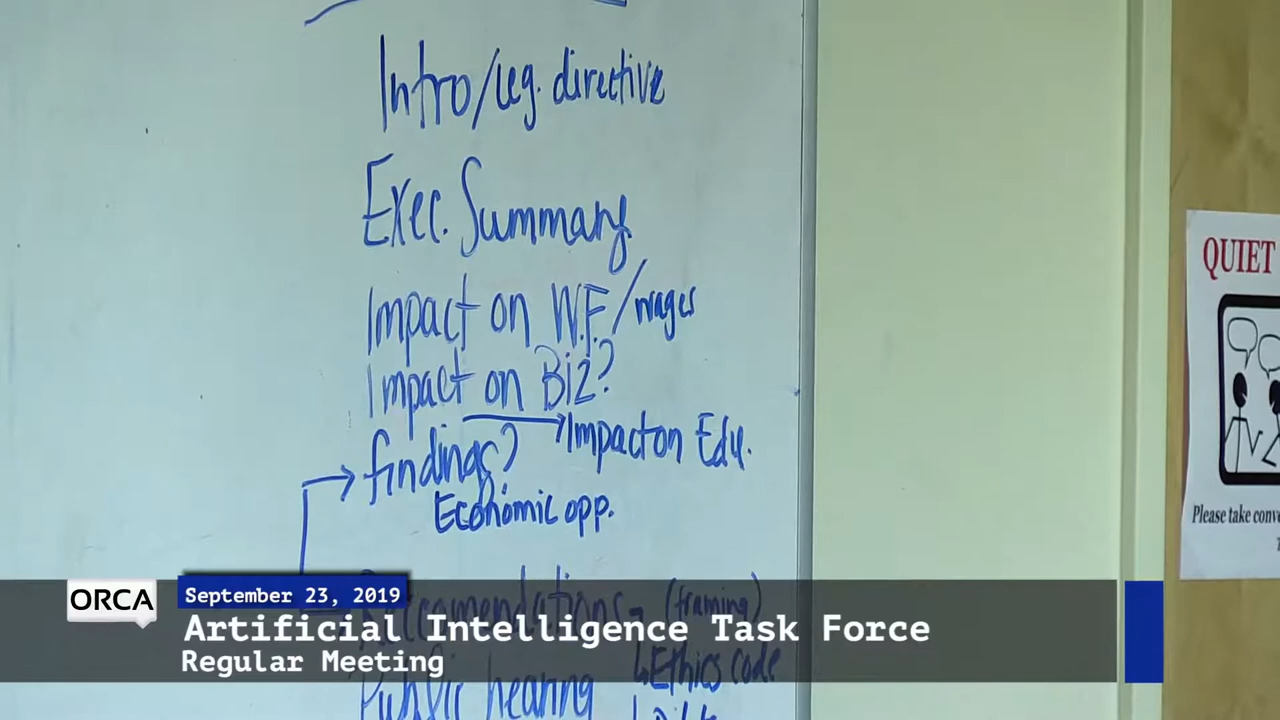 Intro/leg. directive
Exec. Summary
Impact on W.F./wages
Impact on Biz?
→Impact on Edu.
findings?
Economic opp.
Reccomendations → (framing)
↳Ethics code
Public hearing
QUIET
Please take
ORCA
September 23, 2019
Artificial Intelligence Task Force
Regular Meeting